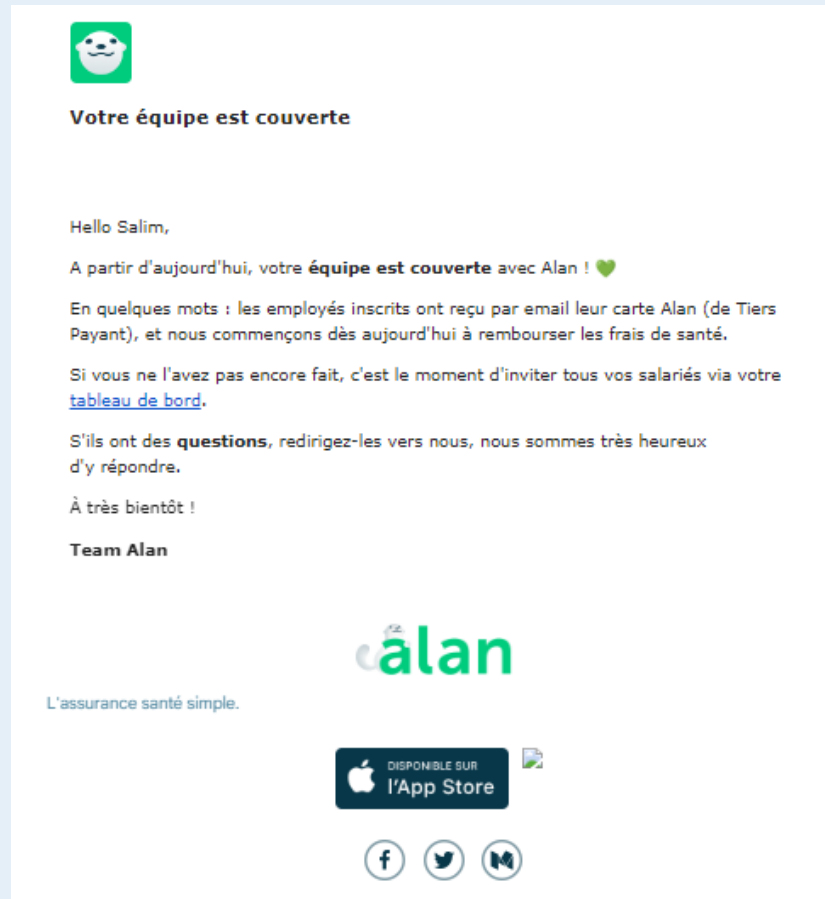 Votre équipe est couverte
Hello Salim,
A partir d'aujourd'hui, votre équipe est couverte avec Alan ! 💚
En quelques mots : les employés inscrits ont reçu par email leur carte Alan (de Tiers
Payant), et nous commençons dès aujourd'hui à rembourser les frais de santé.
Si vous ne l'avez pas encore fait, c'est le moment d'inviter tous vos salariés via votre
tableau de bord.
S'ils ont des questions, redirigez-les vers nous, nous sommes très heureux
d'y répondre.
À très bientôt !
Team Alan
alan
L'assurance santé simple.
DISPONIBLE SUR
l'App Store